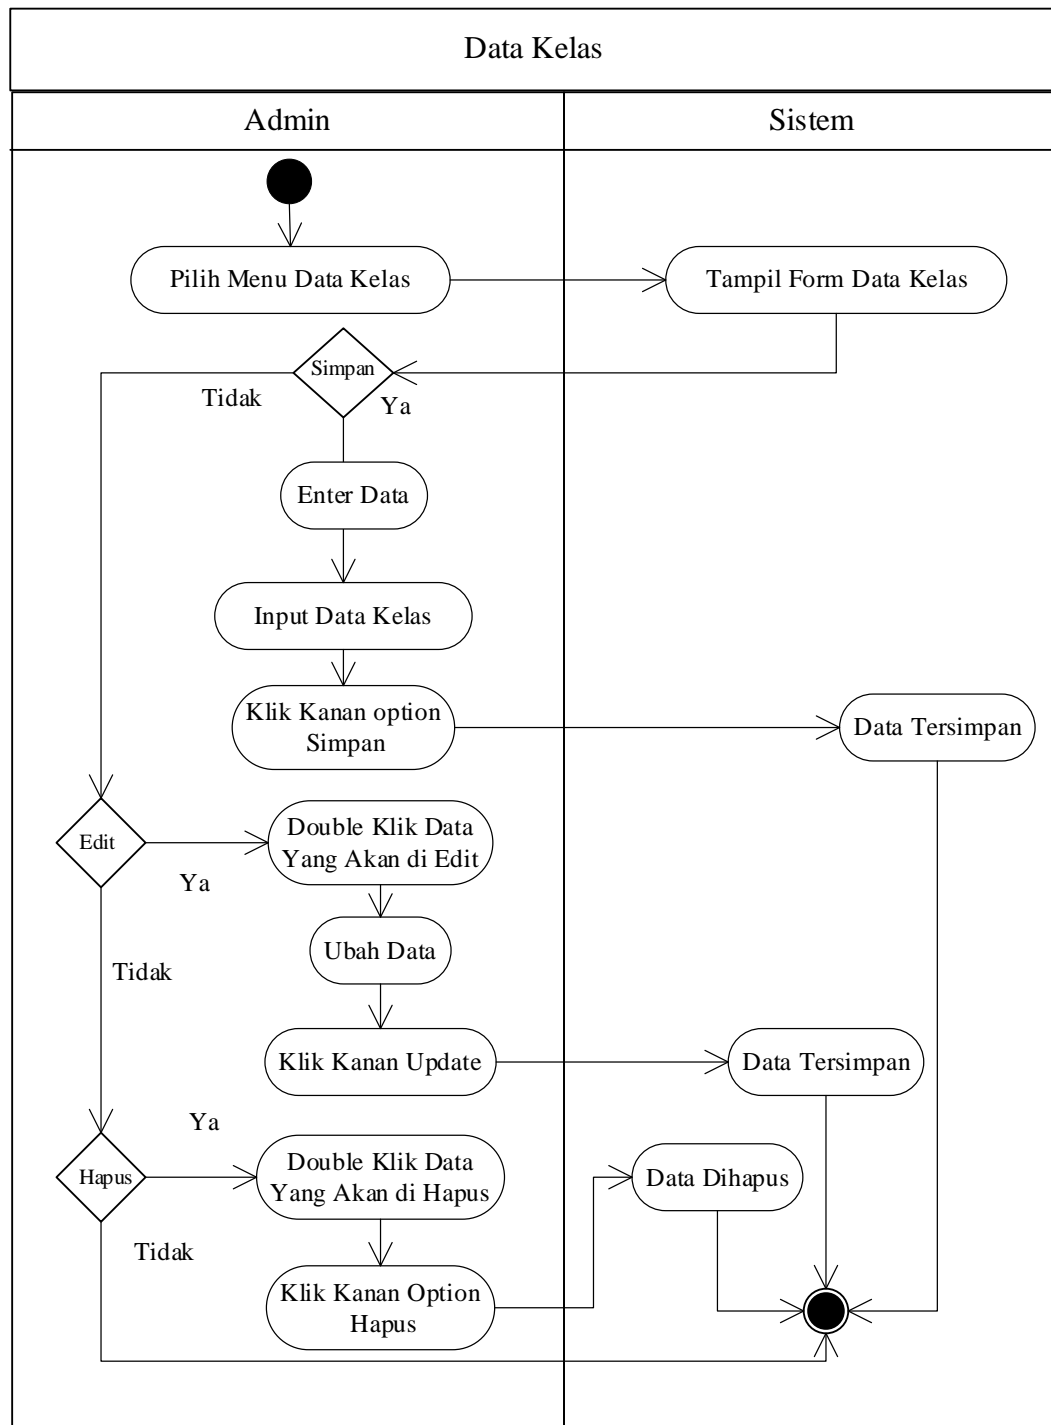 Data Kelas
Admin
Sistem
Pilih Menu Data Kelas
Tampil Form Data Kelas
Simpan
Tidak
Ya
Enter Data
Input Data Kelas
Klik Kanan option
Simpan
Data Tersimpan
Edit
Ya
Double Klik Data
Yang Akan di Edit
Tidak
Ubah Data
Klik Kanan Update
Data Tersimpan
Ya
Hapus
Double Klik Data
Yang Akan di Hapus
Data Dihapus
Tidak
Klik Kanan Option
Hapus